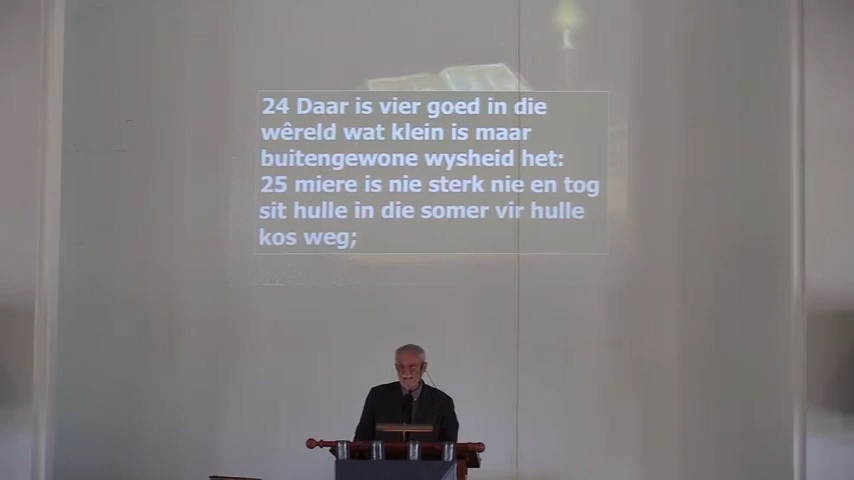 24 Daar is vier goed in die
wêreld wat klein is maar
buitengewone wysheid het:
25 miere is nie sterk nie en tog
sit hulle in die somer vir hulle
kos weg;